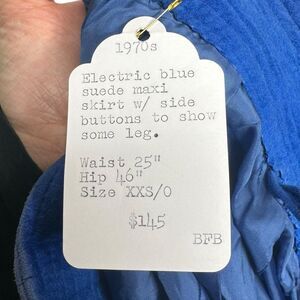 1970s
Electric blue
suede maxi
skirt w/ side
buttons to show
some leg.
Waist 25"
Hip 46"
Size XXS/0
$145
BFB